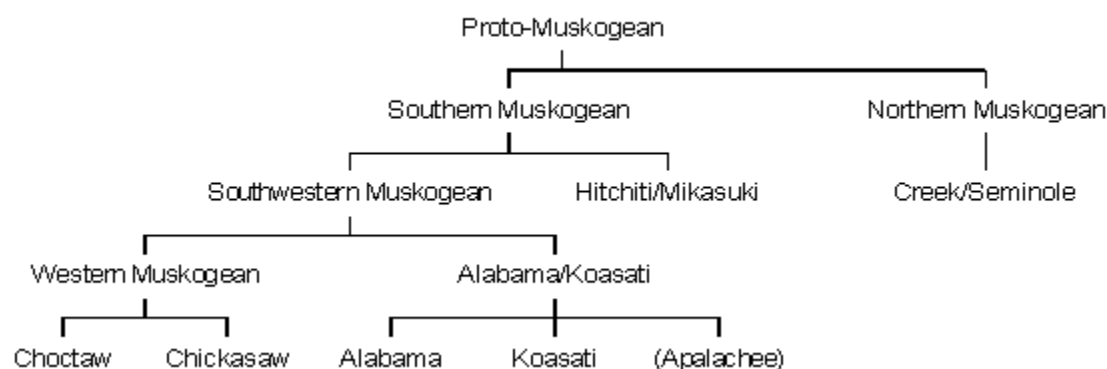 Proto-Muskogean
Southern Muskogean Northern Muskogean
Southwestern Muskogean Hitchiti/Mikasuki Creek/Seminole
Western Muskogean Alabama/Koasati
Choctaw Chickasaw Alabama Koasati (Apalachee)